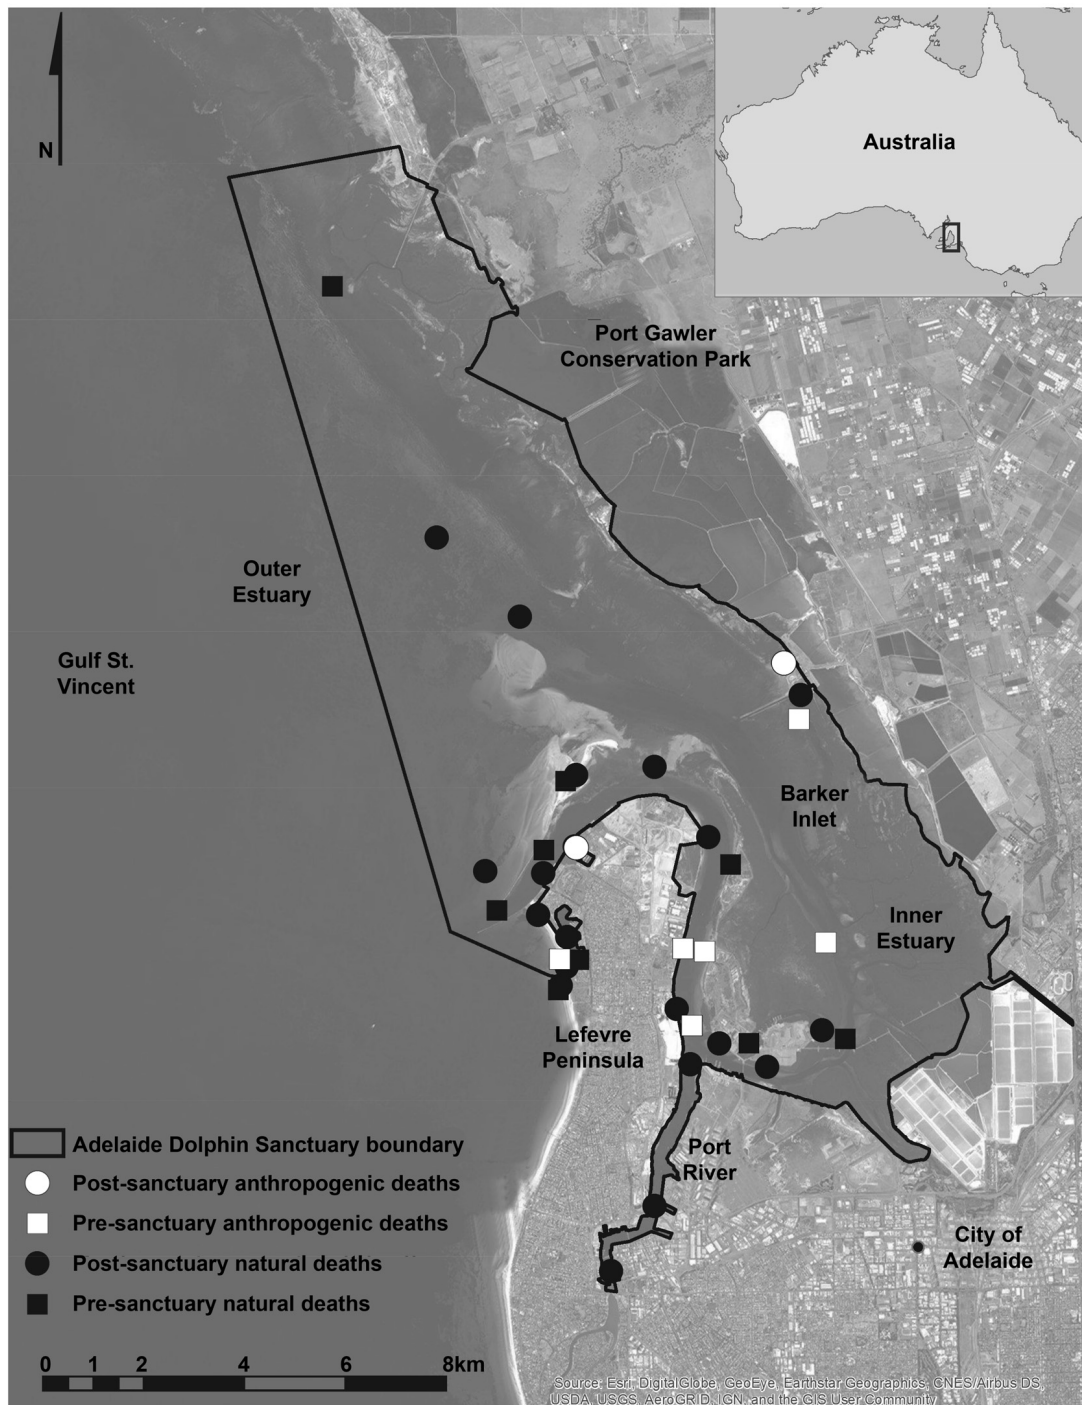 N
Australia
Port Gawler
Conservation Park
Outer
Estuary
Gulf St.
Vincent
Barker
Inlet
Inner
Estuary
Lefevre
Peninsula
Port
River
City of
Adelaide
Adelaide Dolphin Sanctuary boundary
Post-sanctuary anthropogenic deaths
Pre-sanctuary anthropogenic deaths
Post-sanctuary natural deaths
Pre-sanctuary natural deaths
0 1 2 4 6 8km
Source: Esri, DigitalGlobe, GeoEye, Earthstar Geographics, CNES/Airbus DS,
USDA, USGS, AeroGRID, IGN, and the GIS User Community